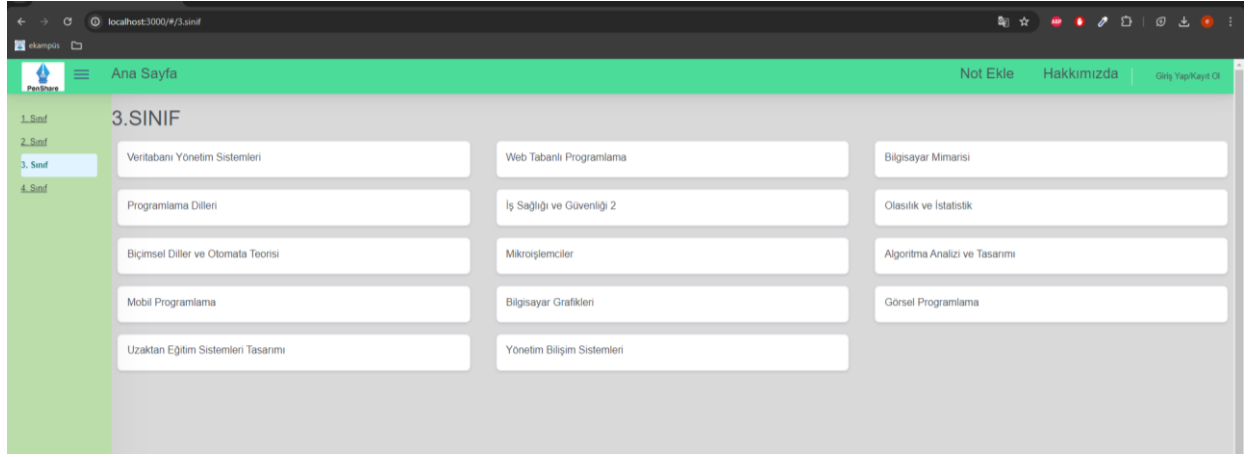 localhost:3000/#/3.sinif
ekampüs
PenShare
Ana Sayfa
Not Ekle
Hakkımızda
Giriş Yap/Kayıt Ol
1. Sınıf
2. Sınıf
3. Sınıf
4. Sınıf
3.SINIF
Veritabanı Yönetim Sistemleri
Web Tabanlı Programlama
Bilgisayar Mimarisi
Programlama Dilleri
İş Sağlığı ve Güvenliği 2
Olasılık ve İstatistik
Biçimsel Diller ve Otomata Teorisi
Mikroişlemciler
Algoritma Analizi ve Tasarımı
Mobil Programlama
Bilgisayar Grafikleri
Görsel Programlama
Uzaktan Eğitim Sistemleri Tasarımı
Yönetim Bilişim Sistemleri